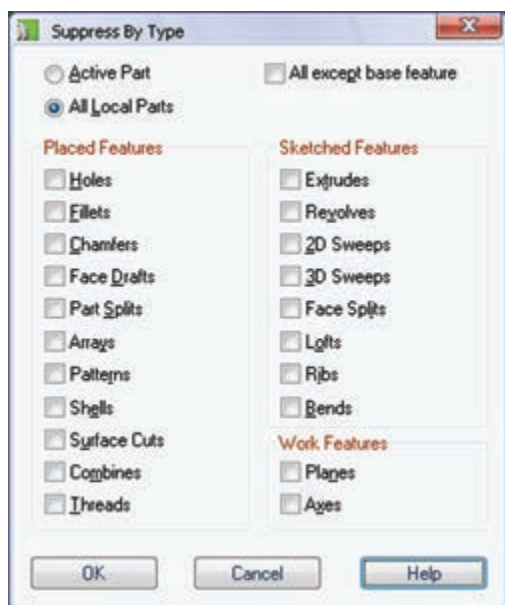 Suppress By Type
Active Part
All except base feature
All Local Parts
Placed Features
Holes
Fillets
Chamfers
Face Drafts
Part Splits
Arrays
Patterns
Shells
Surface Cuts
Combines
Threads
Sketched Features
Extrudes
Revolves
2D Sweeps
3D Sweeps
Face Splits
Lofts
Ribs
Bends
Work Features
Planes
Axes
OK
Cancel
Help